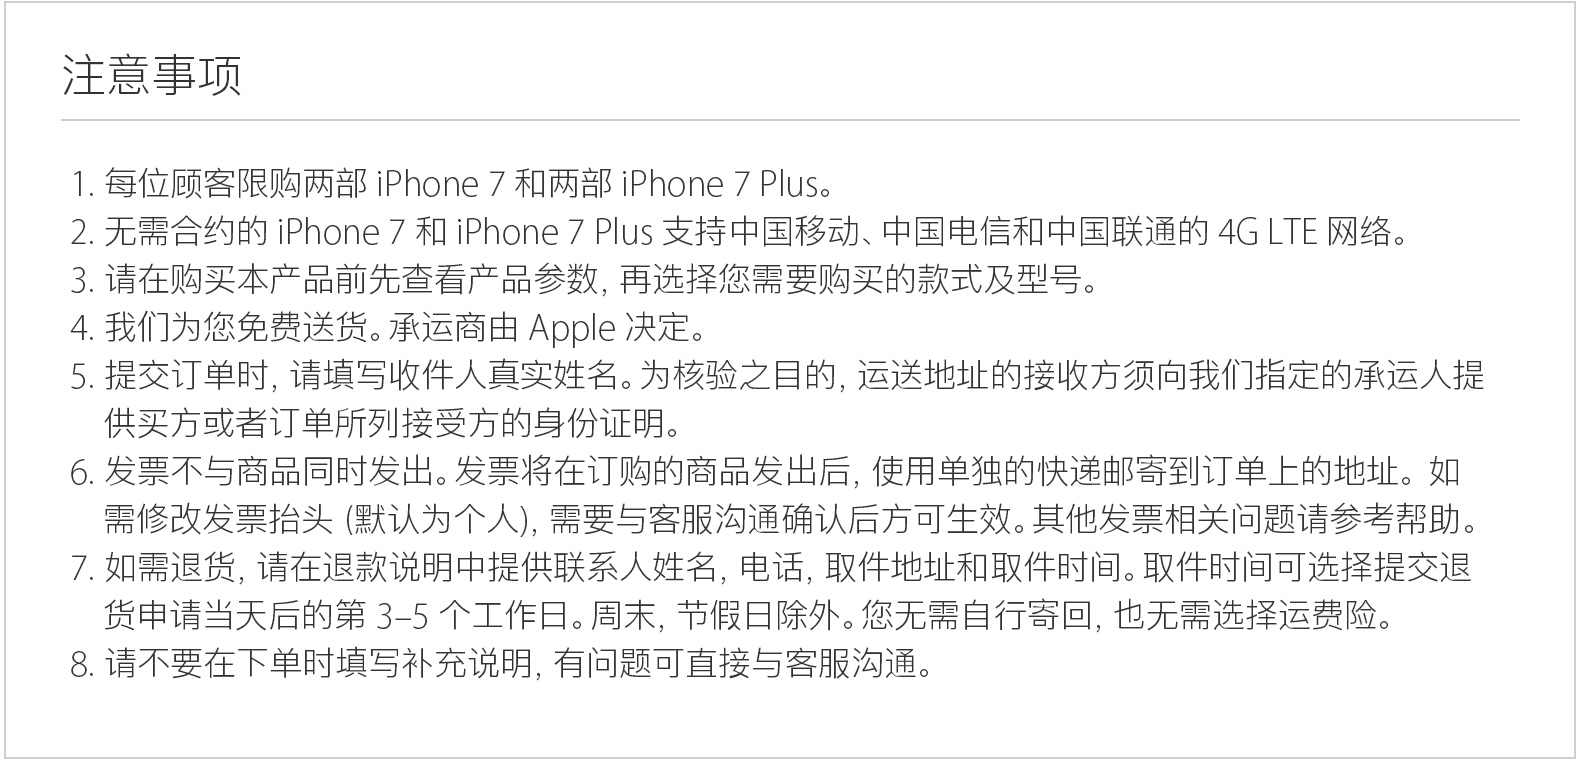 注意事项
1. 每位顾客限购两部 iPhone 7 和两部 iPhone 7 Plus。
2. 无需合约的 iPhone 7 和 iPhone 7 Plus 支持中国移动、中国电信和中国联通的 4G LTE 网络。
3. 请在购买本产品前先查看产品参数, 再选择您需要购买的款式及型号。
4. 我们为您免费送货。承运商由 Apple 决定。
5. 提交订单时, 请填写收件人真实姓名。为核验之目的, 运送地址的接收方须向我们指定的承运人提
供买方或者订单所列接受方的身份证明。
6. 发票不与商品同时发出。发票将在订购的商品发出后, 使用单独的快递邮寄到订单上的地址。如
需修改发票抬头 (默认为个人), 需要与客服沟通确认后方可生效。其他发票相关问题请参考帮助。
7. 如需退货, 请在退款说明中提供联系人姓名, 电话, 取件地址和取件时间。取件时间可选择提交退
货申请当天后的第 3–5 个工作日。周末, 节假日除外。您无需自行寄回, 也无需选择运费险。
8. 请不要在下单时填写补充说明, 有问题可直接与客服沟通。